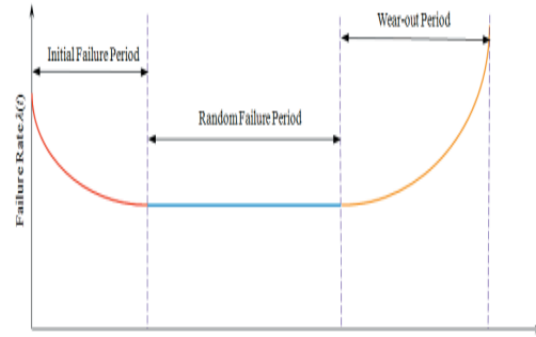 Wear-out Period
Initial Failure Period
Random Failure Period
Failure Rate λ(t)